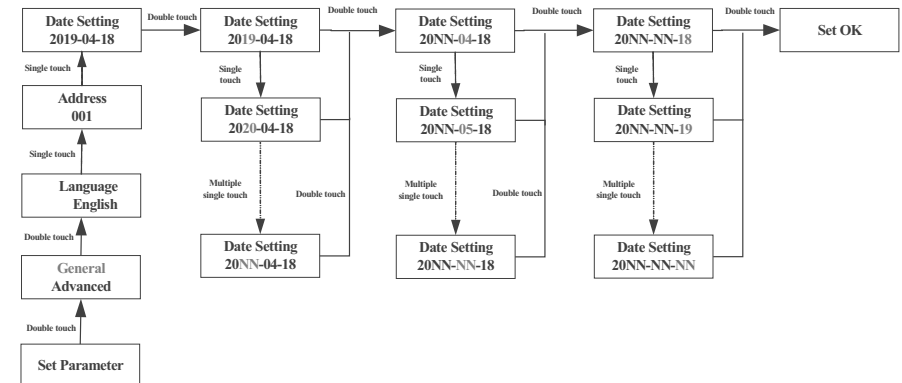 Date Setting
2019-04-18
Double touch
Date Setting
2019-04-18
Double touch
Date Setting
20NN-04-18
Double touch
Date Setting
20NN-NN-18
Double touch
Set OK
Single touch
Single
touch
Single
touch
Single
touch
Address
001
Date Setting
2020-04-18
Date Setting
20NN-05-18
Date Setting
20NN-NN-19
Single touch
Language
English
Multiple
single touch
Double touch
Multiple
single touch
Double touch
Multiple
single touch
Double touch
Date Setting
20NN-04-18
Date Setting
20NN-NN-18
Date Setting
20NN-NN-NN
General
Advanced
Double touch
Set Parameter